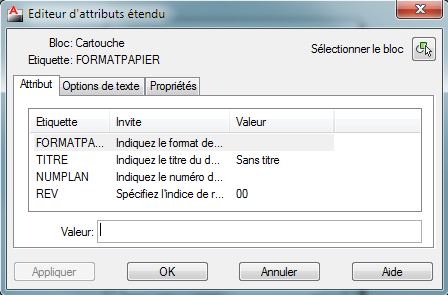 Editeur d'attributs étendu
Bloc: Cartouche
Etiquette: FORMATPAPIER
Sélectionner le bloc
Attribut Options de texte Propriétés
Etiquette Invite Valeur
FORMATPA... Indiquez le format de...
TITRE Indiquez le titre du d... Sans titre
NUMPLAN Indiquez le numéro d...
REV Spécifiez l'indice de r... 00
Valeur:
Appliquer OK Annuler Aide